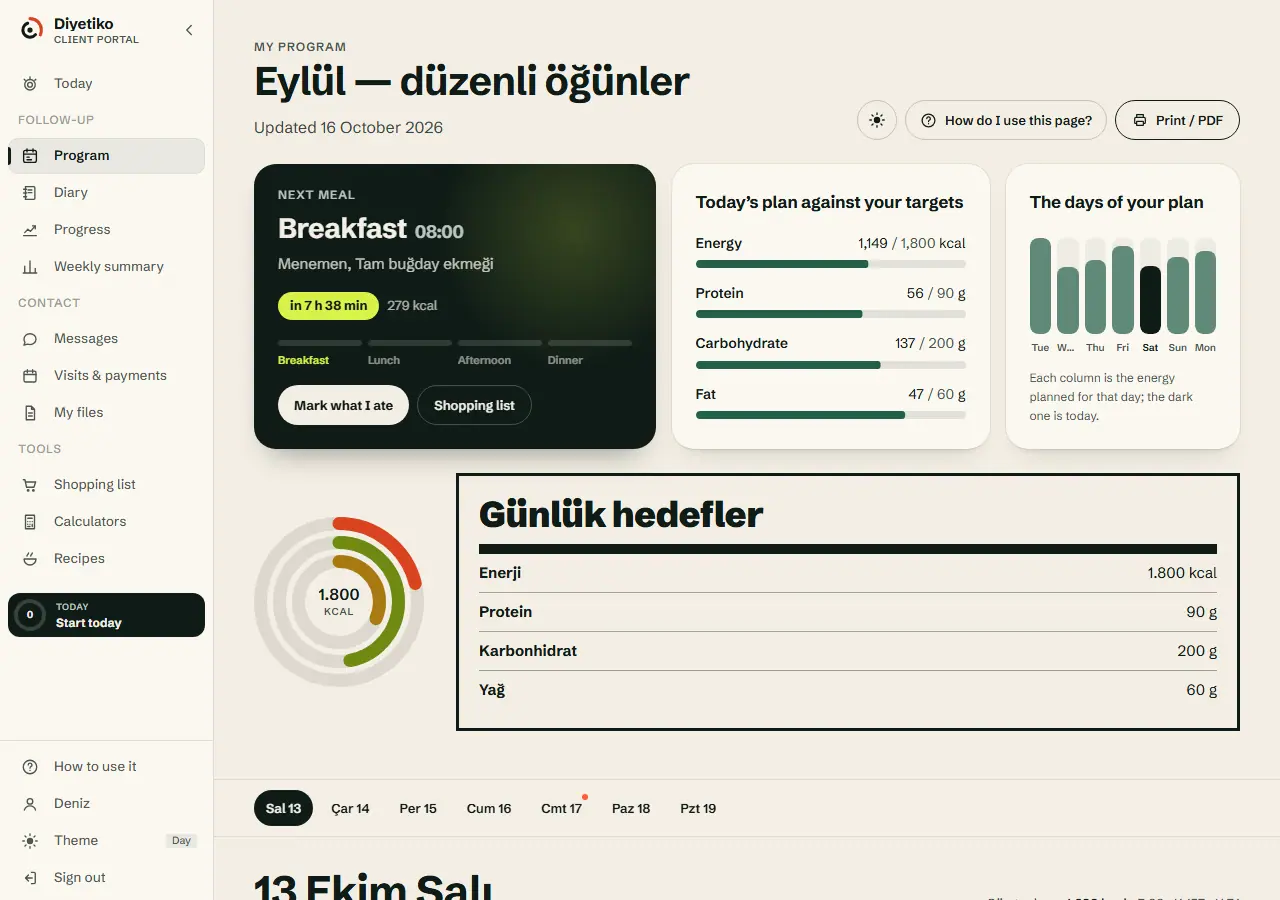 Diyetiko
CLIENT PORTAL
Today
FOLLOW-UP
Program
Diary
Progress
Weekly summary
CONTACT
Messages
Visits & payments
My files
TOOLS
Shopping list
Calculators
Recipes
0
TODAY
Start today
How to use it
Deniz
Theme
Day
Sign out
MY PROGRAM
Eylül — düzenli öğünler
Updated 16 October 2026
How do I use this page?
Print / PDF
NEXT MEAL
Breakfast 08:00
Menemen, Tam buğday ekmeği
in 7 h 38 min 279 kcal
Breakfast Lunch Afternoon Dinner
Mark what I ate Shopping list
Today’s plan against your targets
Energy 1,149 / 1,800 kcal
Protein 56 / 90 g
Carbohydrate 137 / 200 g
Fat 47 / 60 g
The days of your plan
Tue W... Thu Fri Sat Sun Mon
Each column is the energy
planned for that day; the dark
one is today.
1.800
KCAL
Günlük hedefler
Enerji 1.800 kcal
Protein 90 g
Karbonhidrat 200 g
Yağ 60 g
Sal 13 Çar 14 Per 15 Cum 16 Cmt 17 Paz 18 Pzt 19
13 Ekim Salı